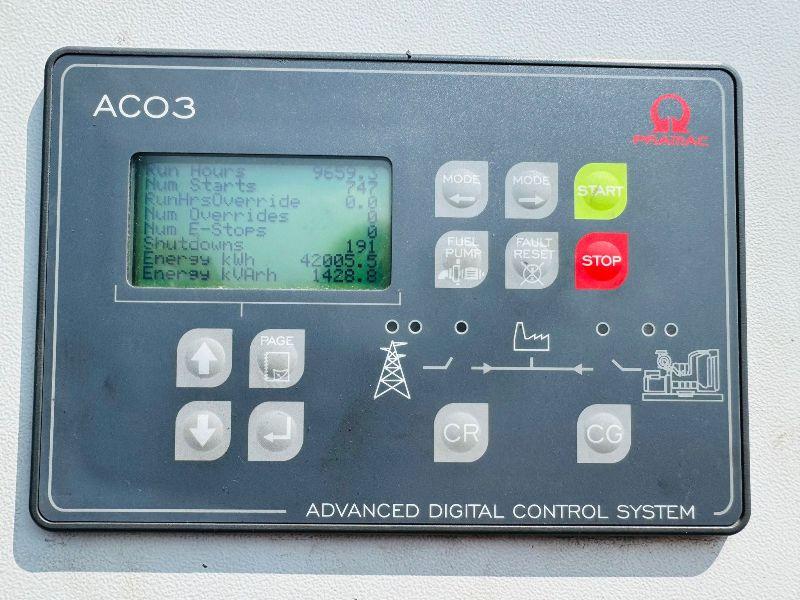 ACO3
PRAMAC
Run Hours 9659.3
Num Starts 747
RunHrsOverride 0.0
Num Overrides 0
Num E-Stops 0
Shutdowns 191
Energy kWh 42005.5
Energy kVArh 1428.8
MODE
MODE
START
FUEL PUMP
FAULT RESET
STOP
PAGE
CR
CG
ADVANCED DIGITAL CONTROL SYSTEM